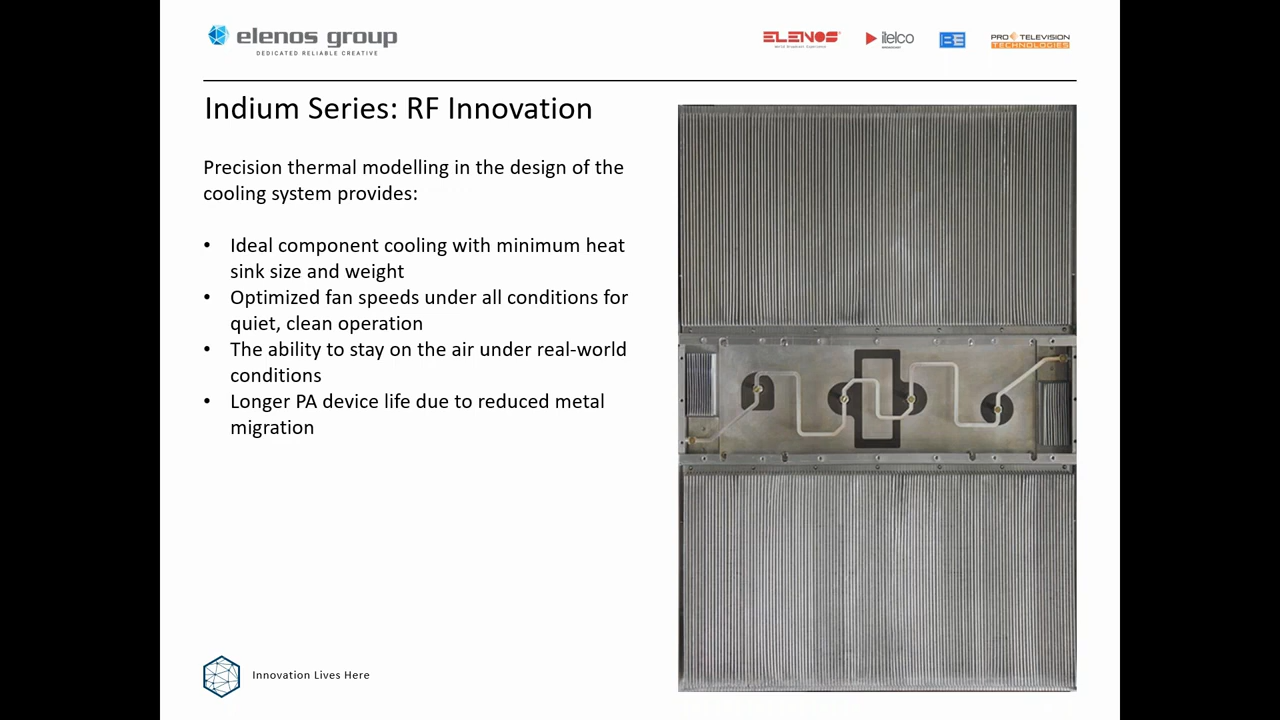 elenos group
DEDICATED RELIABLE CREATIVE
ELENOS
itelco
BE
PRO TELEVISION
TECHNOLOGIES
Indium Series: RF Innovation
Precision thermal modelling in the design of the
cooling system provides:
• Ideal component cooling with minimum heat
sink size and weight
• Optimized fan speeds under all conditions for
quiet, clean operation
• The ability to stay on the air under real-world
conditions
• Longer PA device life due to reduced metal
migration
Innovation Lives Here